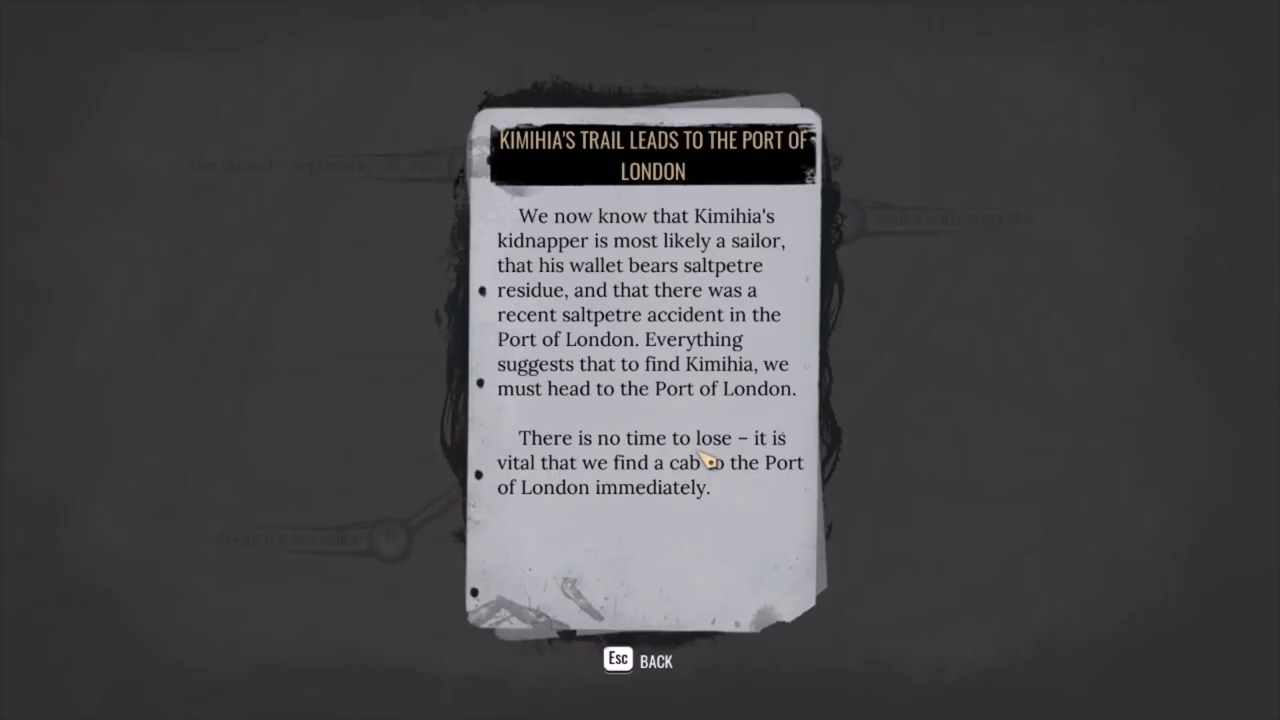 KIMIHIA'S TRAIL LEADS TO THE PORT OF
LONDON
We now know that Kimihia's
kidnapper is most likely a sailor,
that his wallet bears saltpetre
residue, and that there was a
recent saltpetre accident in the
Port of London. Everything
suggests that to find Kimihia, we
must head to the Port of London.
There is no time to lose – it is
vital that we find a cab to the Port
of London immediately.
Esc BACK
Wallet with saltpetre